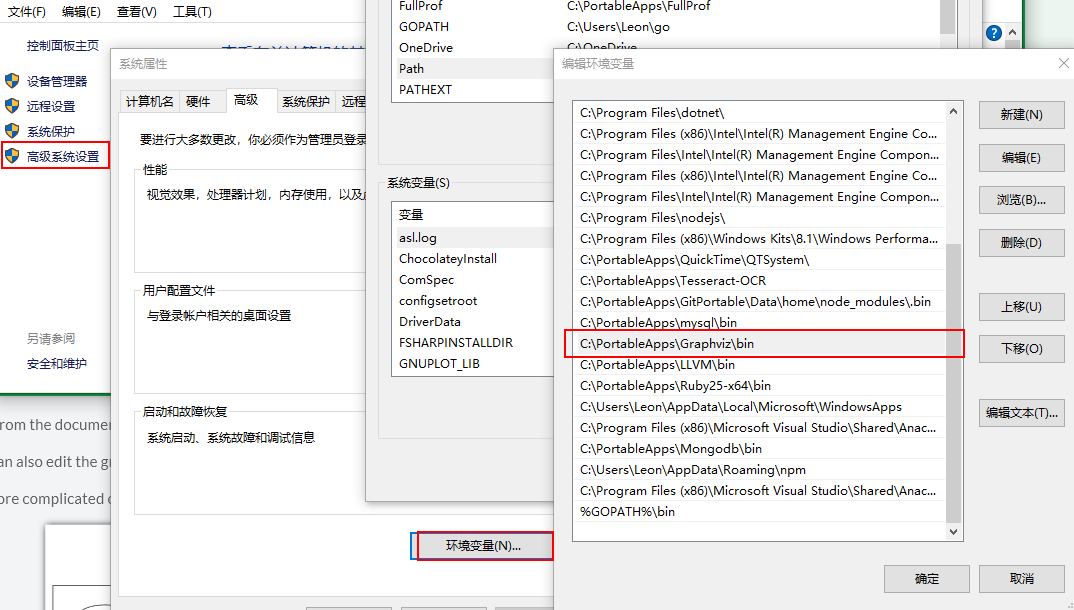 文件(F) 编辑(E) 查看(V) 工具(T)
控制面板主页
设备管理器
远程设置
系统保护
高级系统设置
另请参阅
安全和维护
rom the documen
an also edit the g
ore complicated
系统属性
计算机名 硬件 高级 系统保护 远程
要进行大多数更改，你必须作为管理员登录
性能
视觉效果，处理器计划，内存使用，以及
用户配置文件
与登录帐户相关的桌面设置
启动和故障恢复
系统启动、系统故障和调试信息
环境变量(N)...
FullProf C:\PortableApps\FullProf
GOPATH C:\Users\Leon\go
OneDrive C:\OneDrive
Path
PATHEXT
系统变量(S)
变量
asl.log
ChocolateyInstall
ComSpec
configsetroot
DriverData
FSHARPINSTALLDIR
GNUPLOT_LIB
编辑环境变量
C:\Program Files\dotnet\
C:\Program Files (x86)\Intel\Intel(R) Management Engine Co...
C:\Program Files\Intel\Intel(R) Management Engine Compon...
C:\Program Files (x86)\Intel\Intel(R) Management Engine Co...
C:\Program Files\Intel\Intel(R) Management Engine Compon...
C:\Program Files\nodejs\
C:\Program Files (x86)\Windows Kits\8.1\Windows Performa...
C:\PortableApps\QuickTime\QTSystem\
C:\PortableApps\Tesseract-OCR
C:\PortableApps\GitPortable\Data\home\node_modules\.bin
C:\PortableApps\mysql\bin
C:\PortableApps\Graphviz\bin
C:\PortableApps\LLVM\bin
C:\PortableApps\Ruby25-x64\bin
C:\Users\Leon\AppData\Local\Microsoft\WindowsApps
C:\Program Files (x86)\Microsoft Visual Studio\Shared\Anac...
C:\PortableApps\Mongodb\bin
C:\Users\Leon\AppData\Roaming\npm
C:\Program Files (x86)\Microsoft Visual Studio\Shared\Anac...
%GOPATH%\bin
新建(N)
编辑(E)
浏览(B)...
删除(D)
上移(U)
下移(O)
编辑文本(T)...
确定 取消